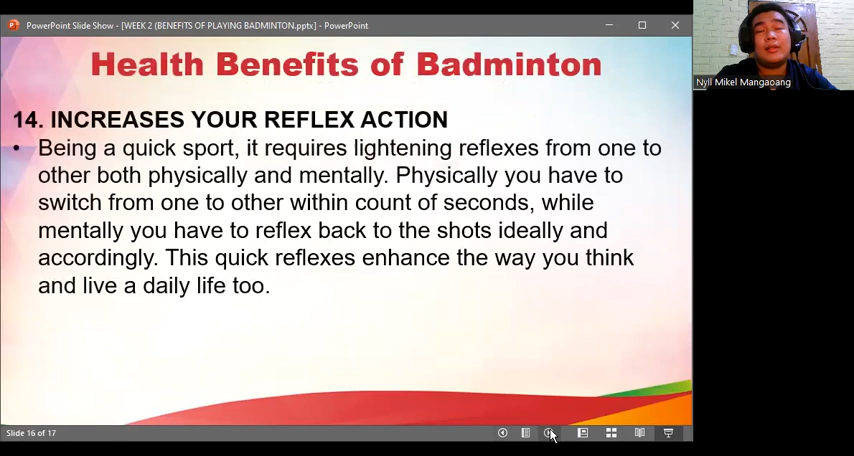 PowerPoint Slide Show - [WEEK 2 (BENEFITS OF PLAYING BADMINTON.pptx] - PowerPoint
Health Benefits of Badminton
Nyll Mikel Mangaoang
14. INCREASES YOUR REFLEX ACTION
• Being a quick sport, it requires lightening reflexes from one to
other both physically and mentally. Physically you have to
switch from one to other within count of seconds, while
mentally you have to reflex back to the shots ideally and
accordingly. This quick reflexes enhance the way you think
and live a daily life too.
Slide 16 of 17